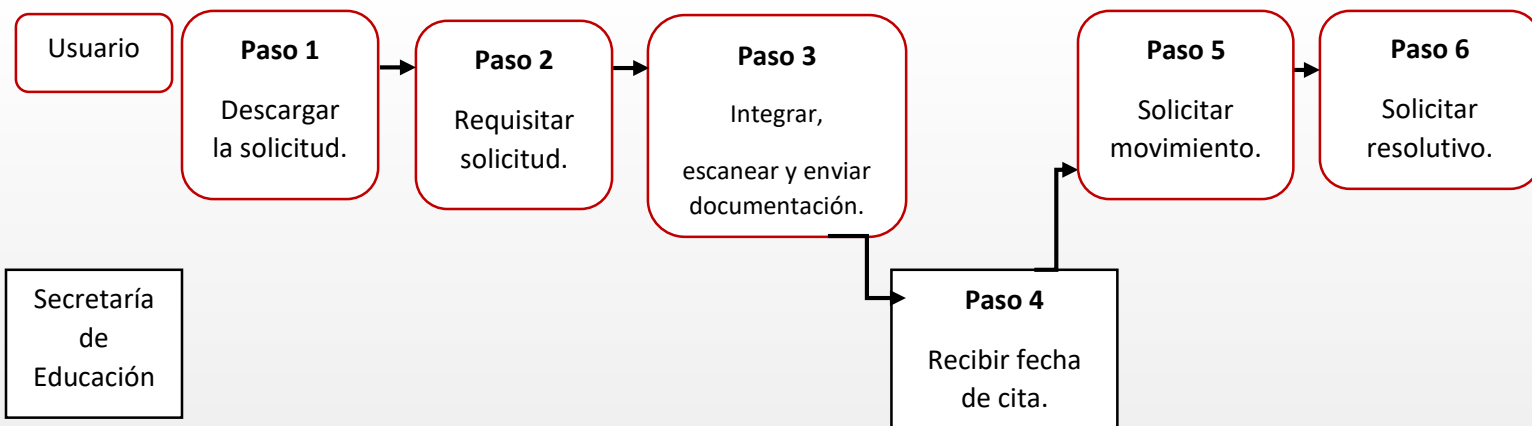 Usuario
Paso 1
Descargar
la solicitud.
Paso 2
Requisitar
solicitud.
Paso 3
Integrar,
escanear y enviar
documentación.
Paso 5
Solicitar
movimiento.
Paso 6
Solicitar
resolutivo.
Secretaría
de
Educación
Paso 4
Recibir fecha
de cita.